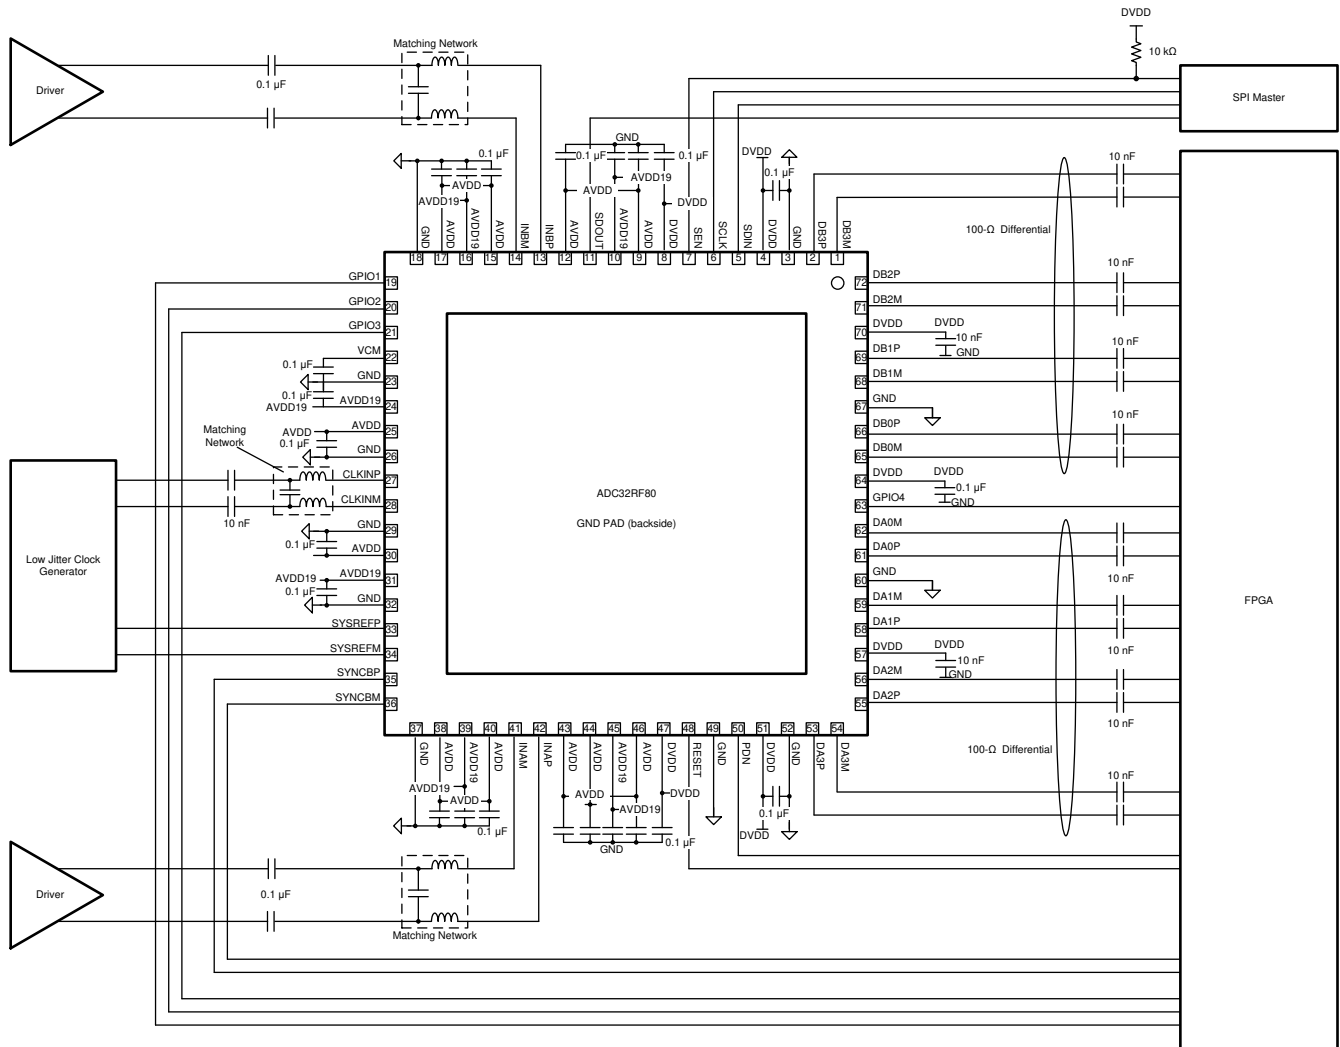 DVDD
10 kΩ
SPI Master
Matching Network
Driver
0.1 µF
GND
0.1 µF
0.1 µF
0.1 µF
AVDD
AVDD19
AVDD19
AVDD
DVDD
DVDD
0.1 µF
10 nF
100-Ω Differential
GND
AVDD
AVDD19
AVDD
INBM
INBP
AVDD
SDOUT
AVDD19
AVDD
DVDD
SEN
SCLK
SDIN
DVDD
GND
DB3P
DB3M
18
17
16
15
14
13
12
11
10
9
8
7
6
5
4
3
2
1
GPIO1
19
GPIO2
20
GPIO3
21
VCM
22
0.1 µF
GND
23
0.1 µF
AVDD19
AVDD19
24
AVDD
AVDD
25
0.1 µF
GND
26
Matching
Network
CLKINP
27
CLKINM
28
10 nF
GND
29
0.1 µF
AVDD
30
AVDD19
AVDD19
31
0.1 µF
GND
32
SYSREFP
33
SYSREFM
34
SYNCBP
35
SYNCBM
36
Low Jitter Clock
Generator
ADC32RF80
GND PAD (backside)
72
DB2P
10 nF
71
DB2M
70
DVDD
DVDD
10 nF
GND
69
DB1P
10 nF
68
DB1M
67
GND
66
DB0P
10 nF
65
DB0M
64
DVDD
DVDD
0.1 µF
GND
63
GPIO4
62
DA0M
61
DA0P
10 nF
60
GND
59
DA1M
58
DA1P
10 nF
57
DVDD
DVDD
10 nF
GND
56
DA2M
55
DA2P
10 nF
FPGA
100-Ω Differential
10 nF
37
38
39
40
41
42
43
44
45
46
47
48
49
50
51
52
53
54
GND
AVDD
AVDD19
AVDD
INAM
INAP
AVDD
AVDD
AVDD19
AVDD
DVDD
RESET
GND
PDN
DVDD
GND
DA3P
DA3M
AVDD19
AVDD
0.1 µF
AVDD
AVDD19
DVDD
0.1 µF
GND
0.1 µF
DVDD
Driver
0.1 µF
Matching Network